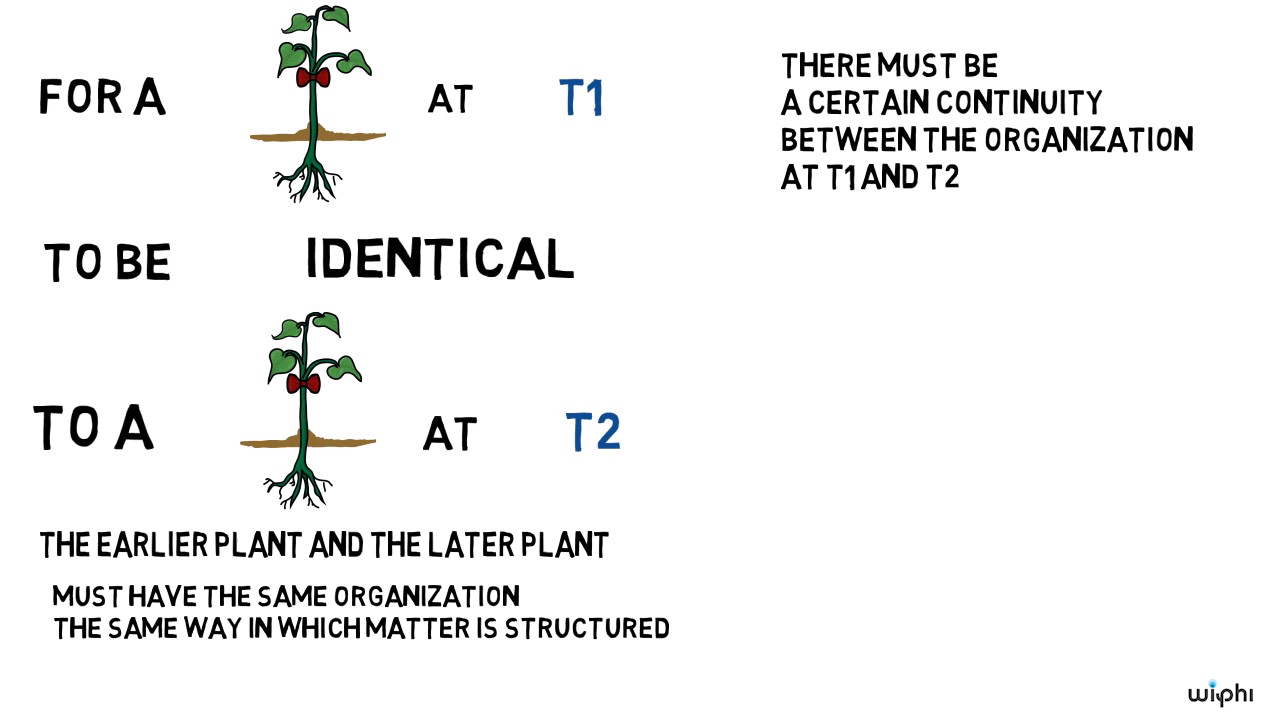 FOR A AT T1
TO BE IDENTICAL
TO A AT T2
THE EARLIER PLANT AND THE LATER PLANT
MUST HAVE THE SAME ORGANIZATION
THE SAME WAY IN WHICH MATTER IS STRUCTURED
THERE MUST BE
A CERTAIN CONTINUITY
BETWEEN THE ORGANIZATION
AT T1 AND T2
wiphi